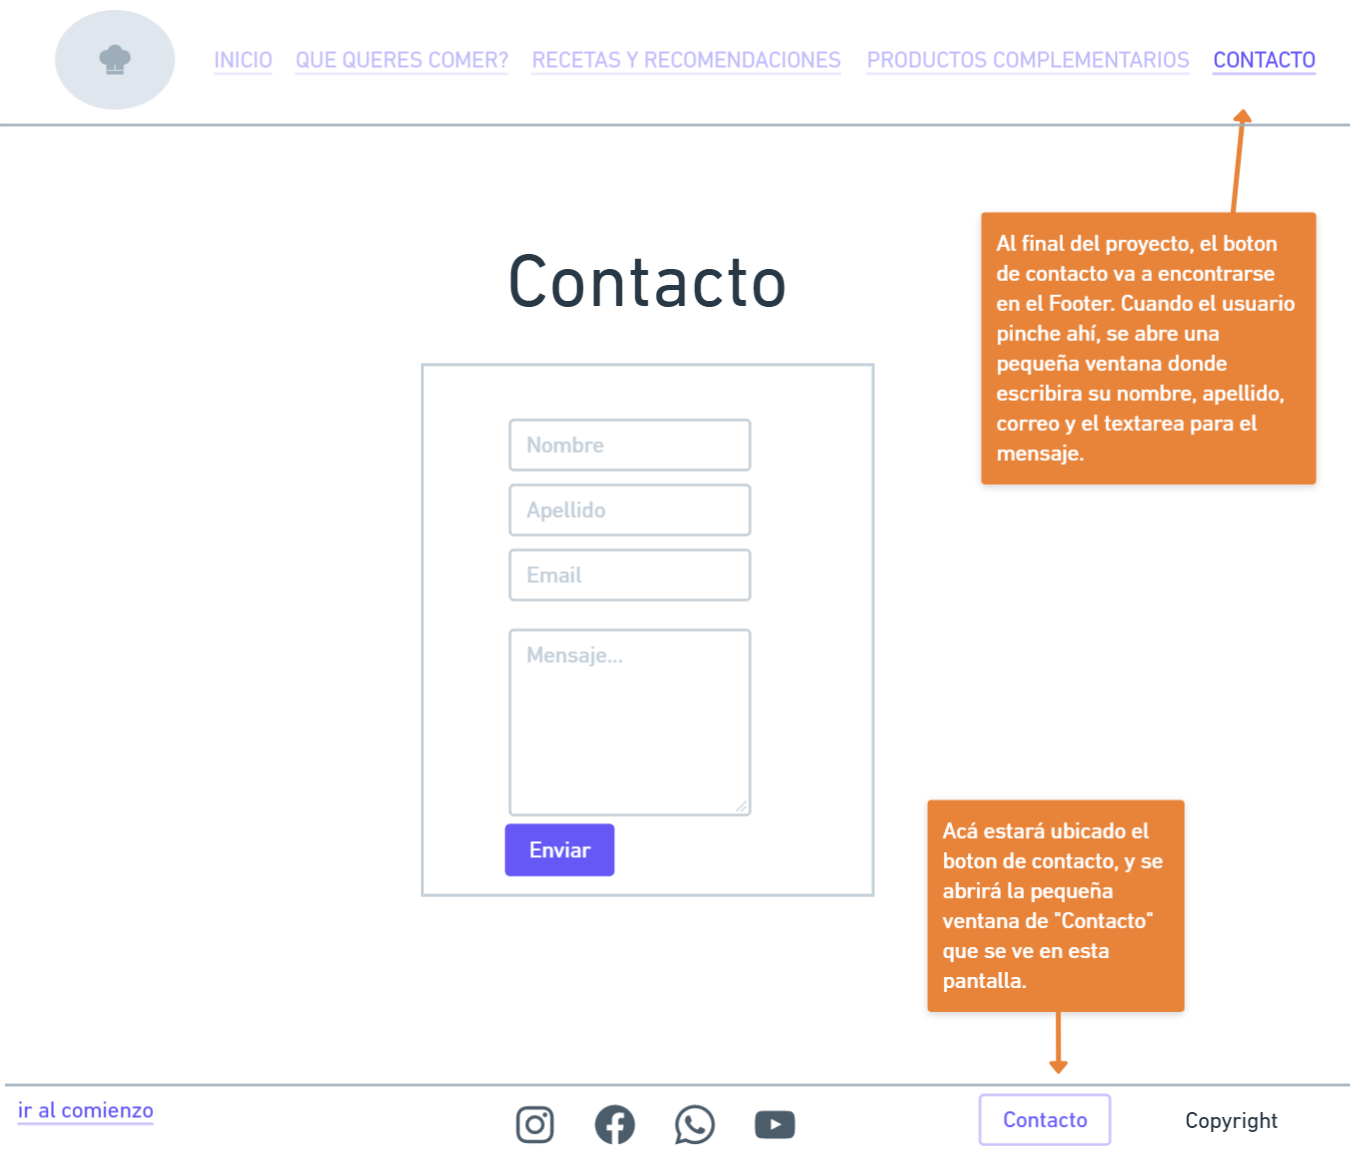 INICIO QUE QUERES COMER? RECETAS Y RECOMENDACIONES PRODUCTOS COMPLEMENTARIOS CONTACTO
Al final del proyecto, el boton
de contacto va a encontrarse
en el Footer. Cuando el usuario
pinche ahí, se abre una
pequeña ventana donde
escribira su nombre, apellido,
correo y el textarea para el
mensaje.
Contacto
Nombre
Apellido
Email
Mensaje...
Enviar
Acá estará ubicado el
boton de contacto, y se
abrirá la pequeña
ventana de "Contacto"
que se ve en esta
pantalla.
ir al comienzo
Contacto
Copyright